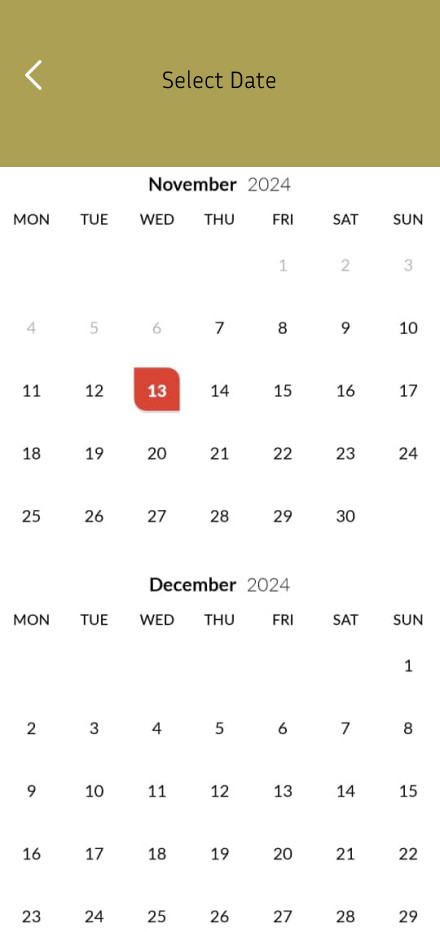 Select Date
November 2024
MON TUE WED THU FRI SAT SUN
1 2 3
4 5 6 7 8 9 10
11 12 13 14 15 16 17
18 19 20 21 22 23 24
25 26 27 28 29 30
December 2024
MON TUE WED THU FRI SAT SUN
1
2 3 4 5 6 7 8
9 10 11 12 13 14 15
16 17 18 19 20 21 22
23 24 25 26 27 28 29